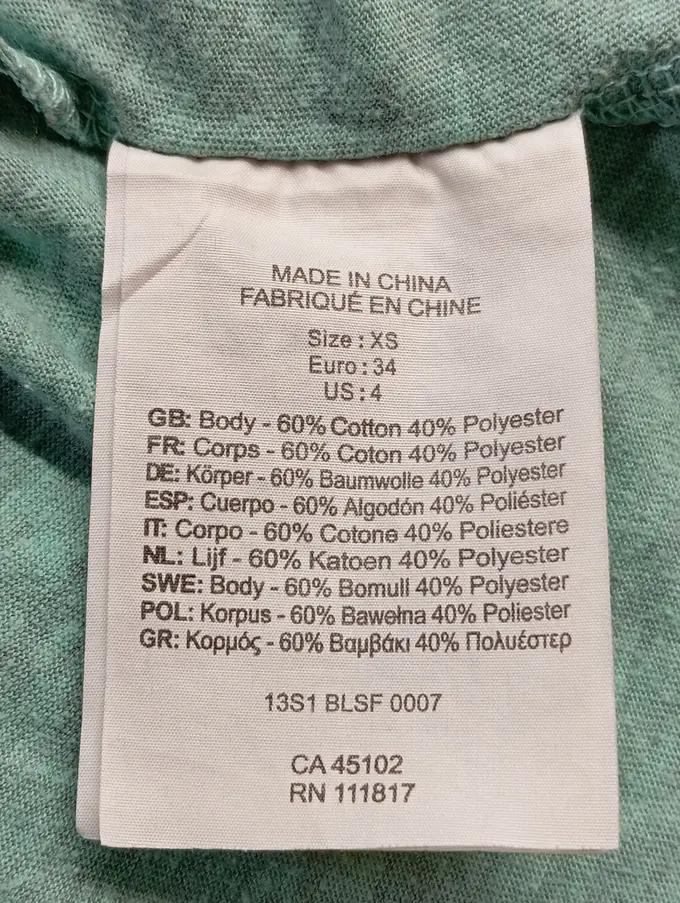 MADE IN CHINA
FABRIQUÉ EN CHINE
Size : XS
Euro : 34
US : 4
GB: Body - 60% Cotton 40% Polyester
FR: Corps - 60% Coton 40% Polyester
DE: Körper - 60% Baumwolle 40% Polyester
ESP: Cuerpo - 60% Algodón 40% Poliéster
IT: Corpo - 60% Cotone 40% Poliestere
NL: Lijf - 60% Katoen 40% Polyester
SWE: Body - 60% Bomull 40% Polyester
POL: Korpus - 60% Bawełna 40% Poliester
GR: Κορμός - 60% Βαμβάκι 40% Πολυέστερ
13S1 BLSF 0007
CA 45102
RN 111817